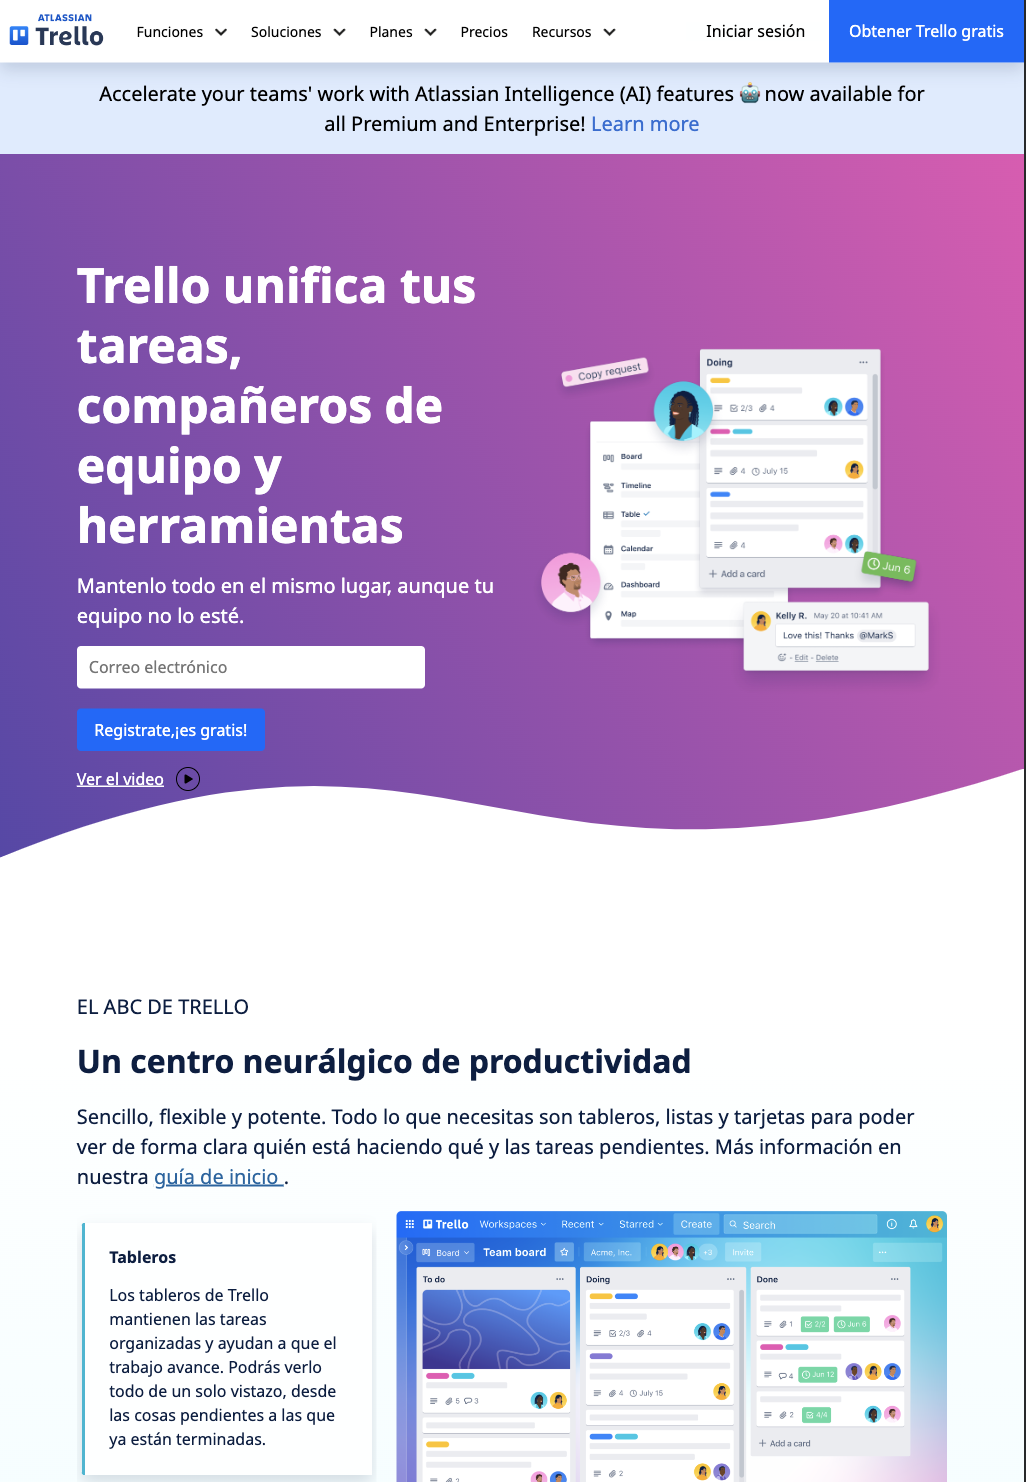 ATLASSIAN
Trello
Funciones
Soluciones
Planes
Precios
Recursos
Iniciar sesión
Obtener Trello gratis
Accelerate your teams' work with Atlassian Intelligence (AI) features 🤖 now available for
all Premium and Enterprise! Learn more
Trello unifica tus
tareas,
compañeros de
equipo y
herramientas
Mantenlo todo en el mismo lugar, aunque tu
equipo no lo esté.
Correo electrónico
Registrate,¡es gratis!
Ver el video
Copy request
Doing
2/3 4
4 July 15
4
+ Add a card
Board
Timeline
Table
Calendar
Dashboard
Map
Jun 6
Kelly R. May 20 at 10:41 AM
Love this! Thanks @MarkS
- Edit - Delete
EL ABC DE TRELLO
Un centro neurálgico de productividad
Sencillo, flexible y potente. Todo lo que necesitas son tableros, listas y tarjetas para poder
ver de forma clara quién está haciendo qué y las tareas pendientes. Más información en
nuestra guía de inicio .
Tableros
Los tableros de Trello
mantienen las tareas
organizadas y ayudan a que el
trabajo avance. Podrás verlo
todo de un solo vistazo, desde
las cosas pendientes a las que
ya están terminadas.
Trello Workspaces Recent Starred Create Search
Board Team board Acme, Inc. +3 Invite
To do
5 3
2
Doing
2/3 4
4 July 15
2
Done
1 2/2 Jun 6
4 Jun 12
2 4/4
+ Add a card